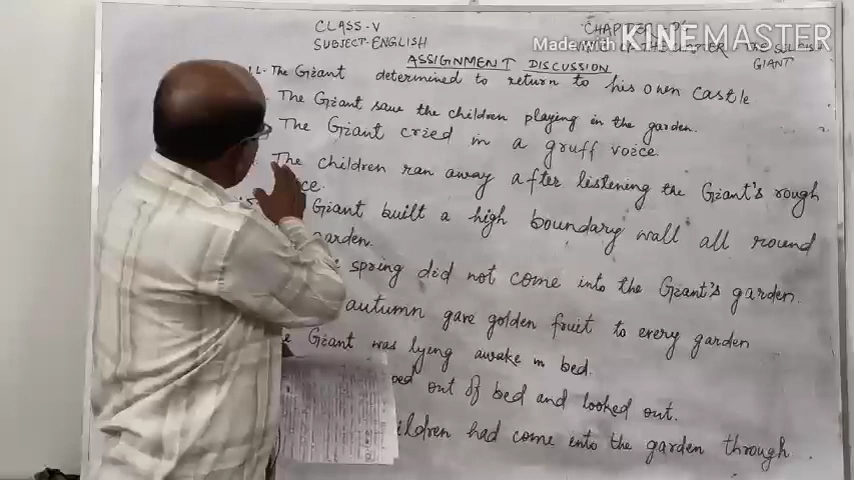 CLASS-V
SUBJECT-ENGLISH
CHAPTER
Made with KINEMASTER
GIANT
ASSIGNMENT DISCUSSION
The Giant determined to return to his own castle.
The Giant saw the children playing in the garden.
The Giant cried in a gruff voice.
The children ran away after listening the Giant's rough
Giant built a high boundary wall all round
garden.
spring did not come into the Giant's garden.
autumn gave golden fruit to every garden
Giant was lying awake in bed.
out of bed and looked out.
had come into the garden through